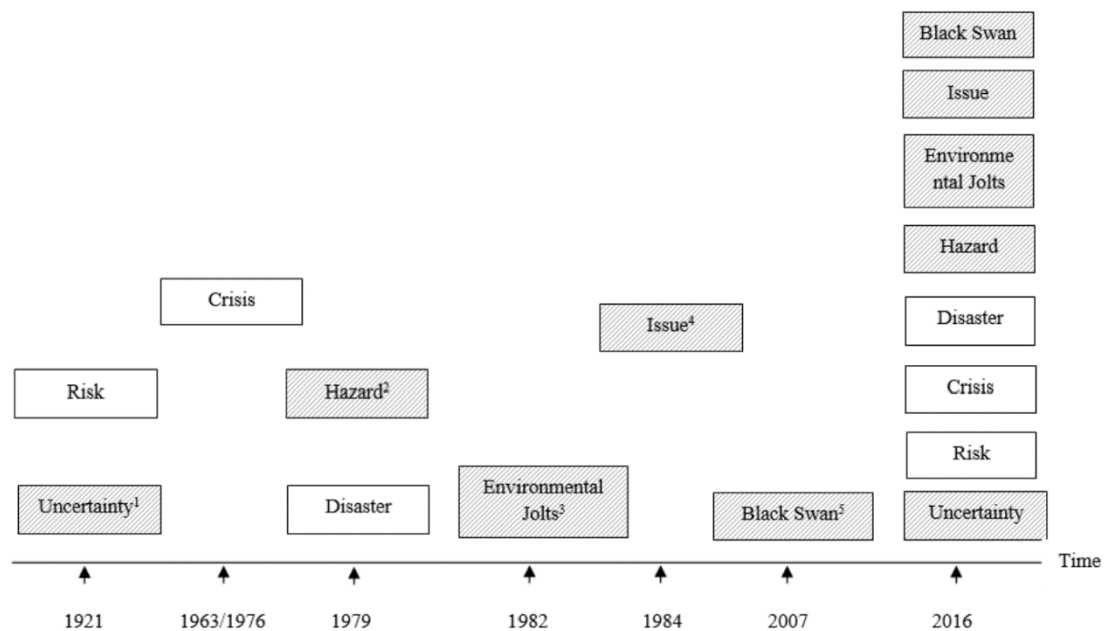 Black Swan
Issue
Environme
ntal Jolts
Hazard
Crisis
Issue⁴
Disaster
Risk
Hazard²
Crisis
Risk
Uncertainty¹
Disaster
Environmental
Jolts³
Black Swan⁵
Uncertainty
Time
1921
1963/1976
1979
1982
1984
2007
2016